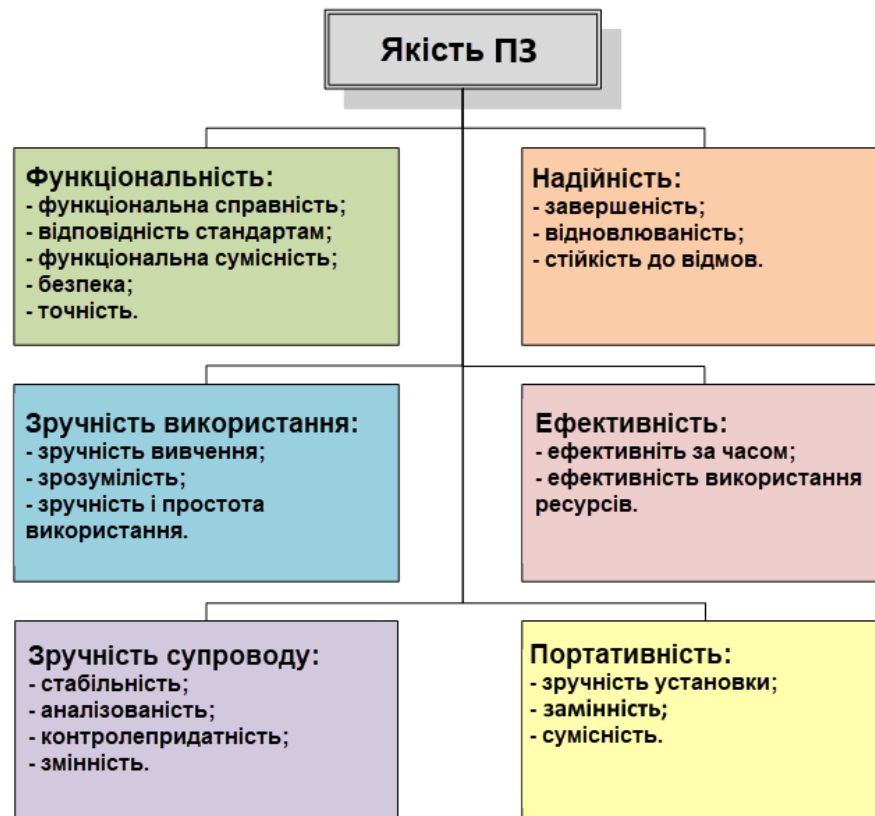 Якість ПЗ
Функціональність:
- функціональна справність;
- відповідність стандартам;
- функціональна сумісність;
- безпека;
- точність.
Надійність:
- завершеність;
- відновлюваність;
- стійкість до відмов.
Зручність використання:
- зручність вивчення;
- зрозумілість;
- зручність і простота
використання.
Ефективність:
- ефективніть за часом;
- ефективність використання
ресурсів.
Зручність супроводу:
- стабільність;
- аналізованість;
- контролепридатність;
- змінність.
Портативність:
- зручність установки;
- замінність;
- сумісність.